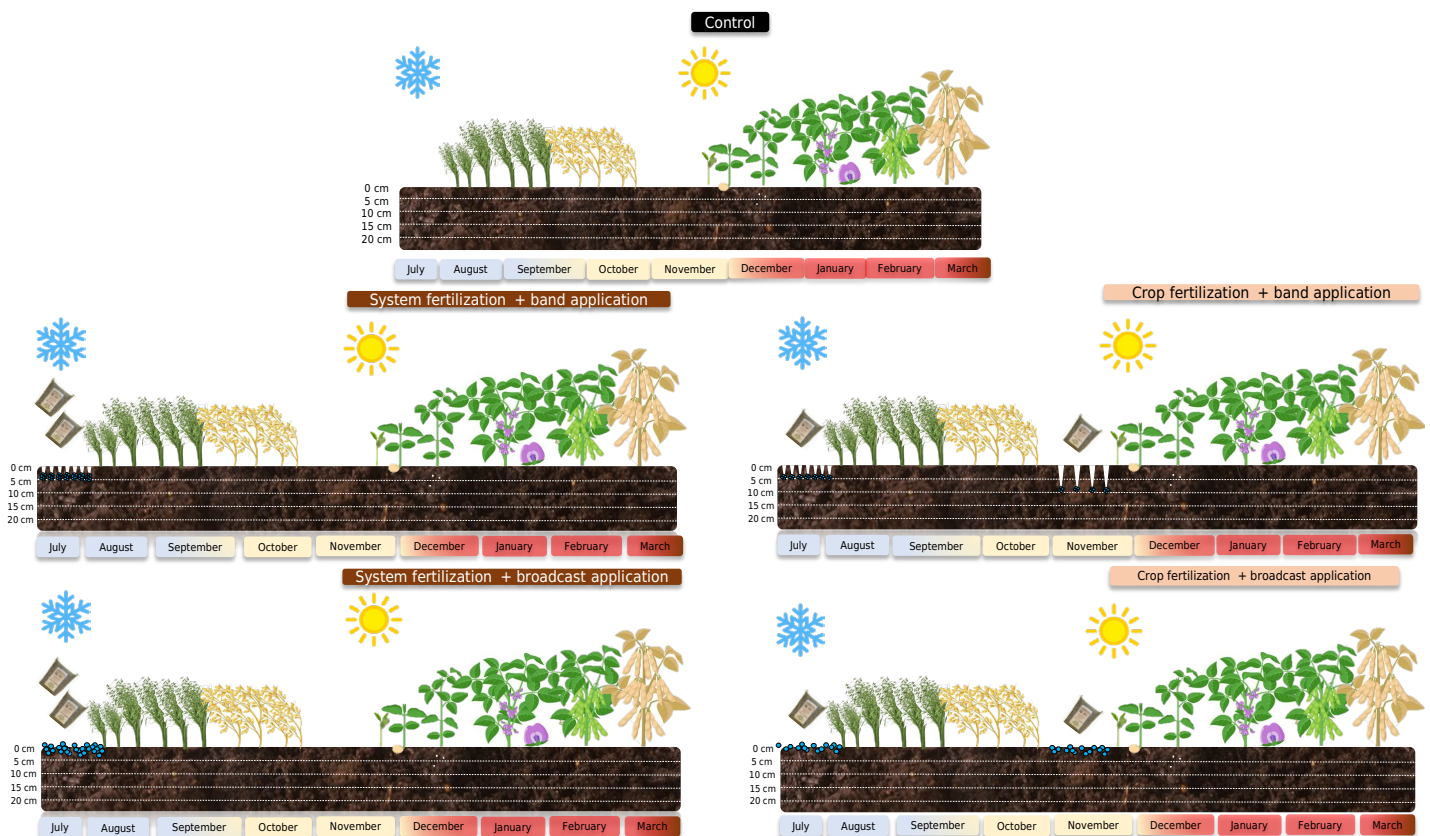 Control
0 cm
5 cm
10 cm
15 cm
20 cm
July August September October November December January February March
System fertilization + band application
0 cm
5 cm
10 cm
15 cm
20 cm
July August September October November December January February March
Crop fertilization + band application
0 cm
5 cm
10 cm
15 cm
20 cm
July August September October November December January February March
System fertilization + broadcast application
0 cm
5 cm
10 cm
15 cm
20 cm
July August September October November December January February March
Crop fertilization + broadcast application
0 cm
5 cm
10 cm
15 cm
20 cm
July August September October November December January February March